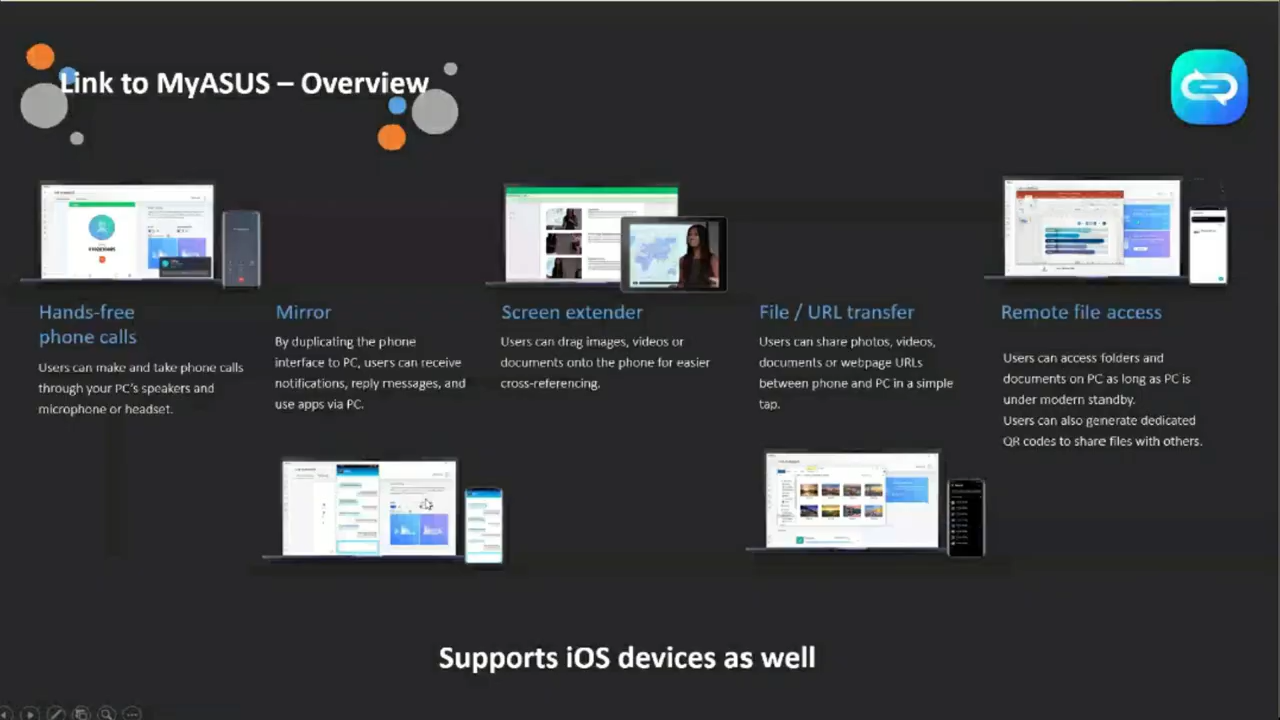 Link to MyASUS – Overview
Hands-free
phone calls
Users can make and take phone calls
through your PC's speakers and
microphone or headset.
Mirror
By duplicating the phone
interface to PC, users can receive
notifications, reply messages, and
use apps via PC.
Screen extender
Users can drag images, videos or
documents onto the phone for easier
cross-referencing.
File / URL transfer
Users can share photos, videos,
documents or webpage URLs
between phone and PC in a simple
tap.
Remote file access
Users can access folders and
documents on PC as long as PC is
under modern standby.
Users can also generate dedicated
QR codes to share files with others.
Supports iOS devices as well